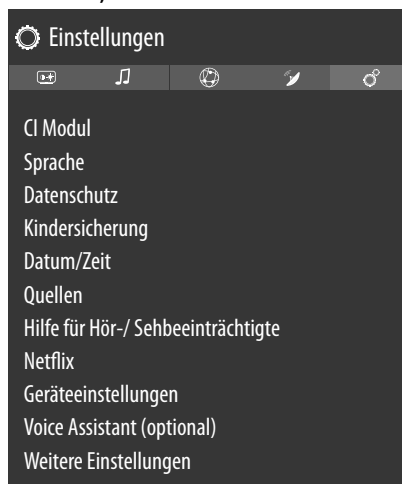 Einstellungen
CI Modul
Sprache
Datenschutz
Kindersicherung
Datum/Zeit
Quellen
Hilfe für Hör-/ Sehbeeinträchtigte
Netflix
Geräteeinstellungen
Voice Assistant (optional)
Weitere Einstellungen